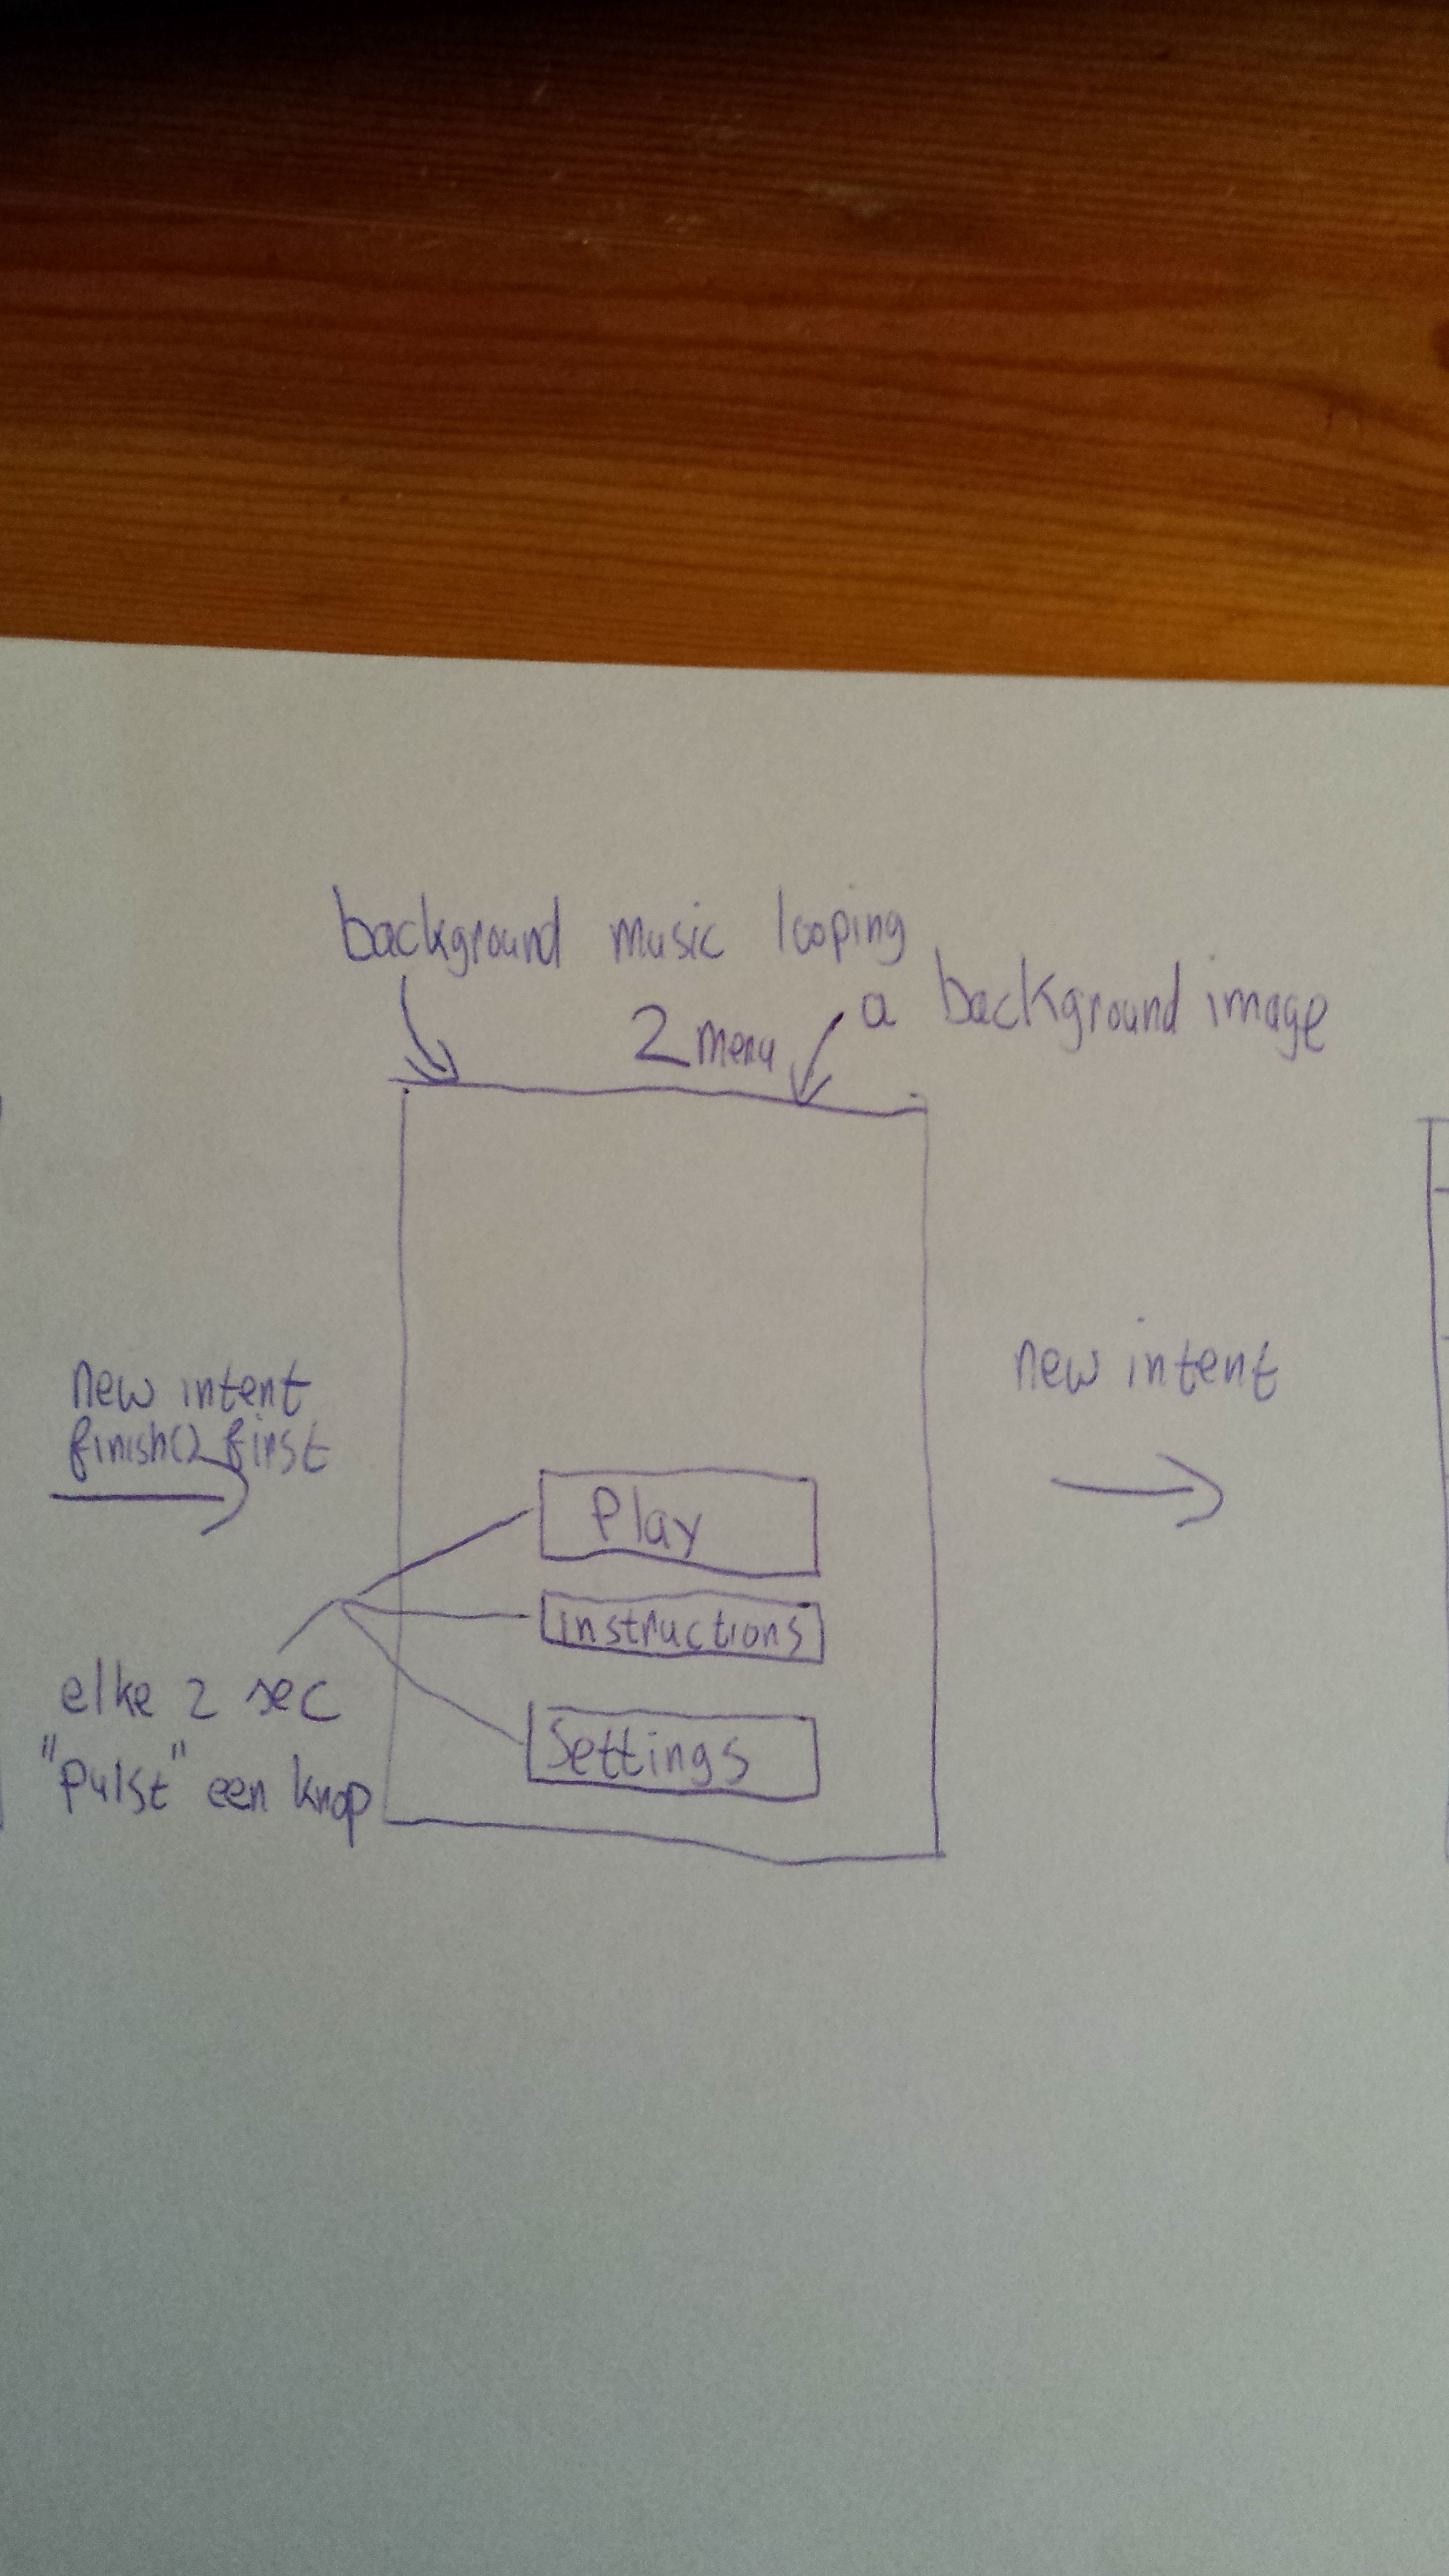 background music looping
a background image
2 menu
new intent
finish() first
new intent
Play
instructions
Settings
elke 2 sec
"Pulst" een knop